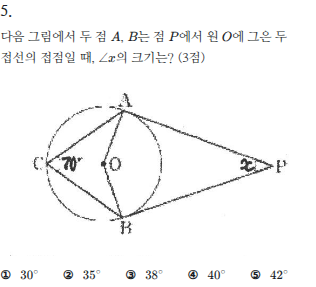 5.
다음 그림에서 두 점 A, B는 점 P에서 원 O에 그은 두
접선의 접점일 때, ∠x의 크기는? (3점)
A
C 70° O x P
B
① 30° ② 35° ③ 38° ④ 40° ⑤ 42°